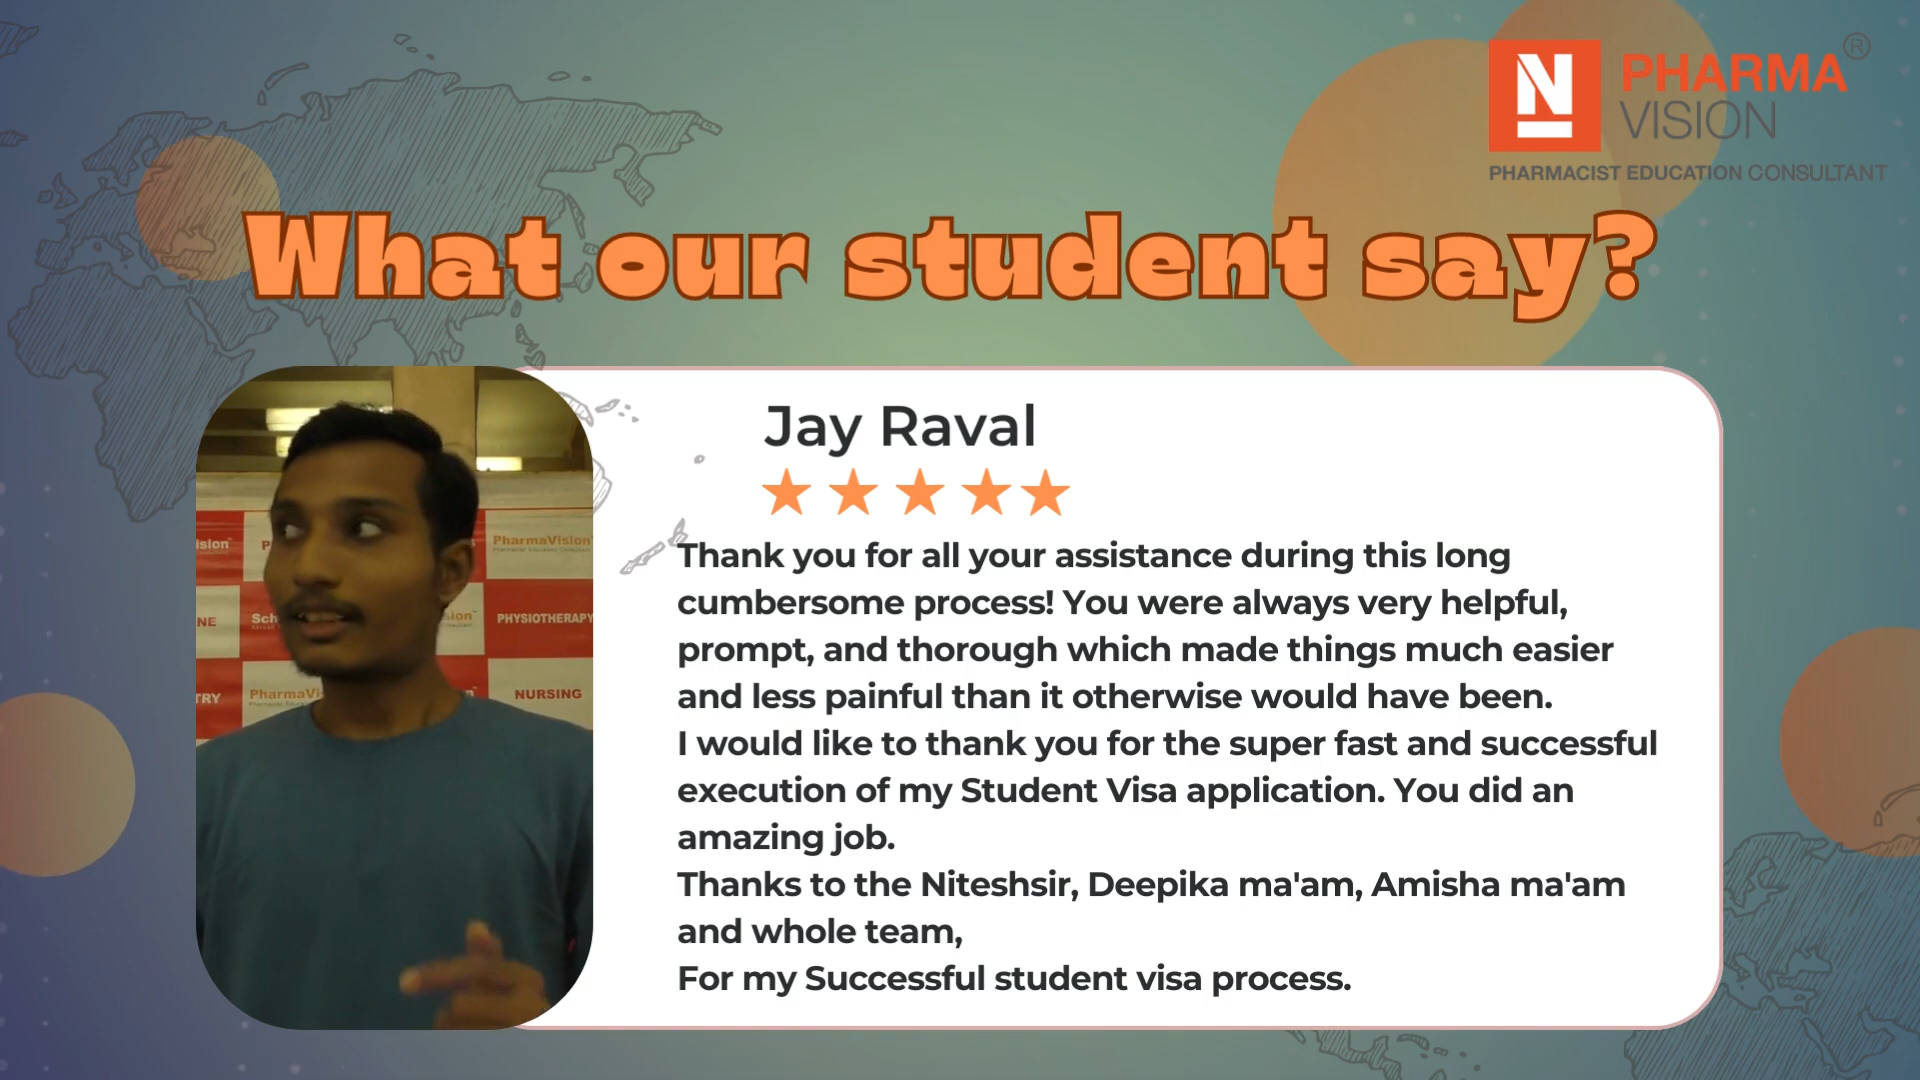 N PHARMA®
VISION
PHARMACIST EDUCATION CONSULTANT
What our student say?
Jay Raval
Thank you for all your assistance during this long
cumbersome process! You were always very helpful,
prompt, and thorough which made things much easier
and less painful than it otherwise would have been.
I would like to thank you for the super fast and successful
execution of my Student Visa application. You did an
amazing job.
Thanks to the Niteshsir, Deepika ma'am, Amisha ma'am
and whole team,
For my Successful student visa process.
PharmaVision
PHYSIOTHERAPY
NURSING